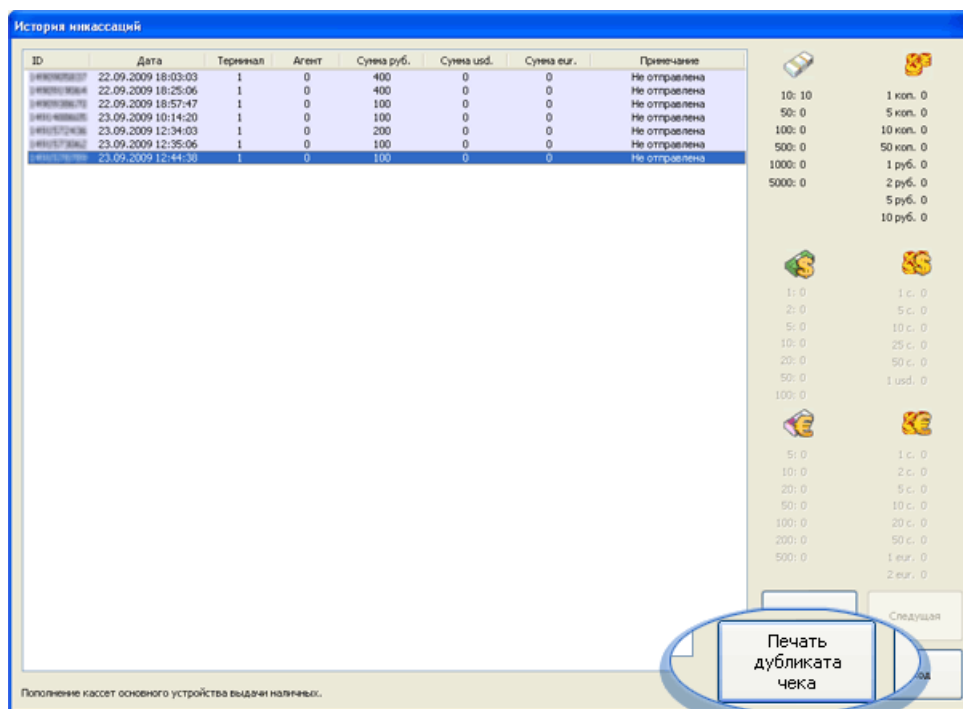 История инкассаций
ID Дата Терминал Агент Сумма руб. Сумма usd. Сумма eur. Примечание
22.09.2009 18:03:03 1 0 400 0 0 Не отправлена
22.09.2009 18:25:06 1 0 400 0 0 Не отправлена
22.09.2009 18:57:47 1 0 100 0 0 Не отправлена
23.09.2009 10:14:20 1 0 100 0 0 Не отправлена
23.09.2009 12:34:03 1 0 200 0 0 Не отправлена
23.09.2009 12:35:06 1 0 100 0 0 Не отправлена
23.09.2009 12:44:38 1 0 100 0 0 Не отправлена
10: 10
50: 0
100: 0
500: 0
1000: 0
5000: 0
1 коп. 0
5 коп. 0
10 коп. 0
50 коп. 0
1 руб. 0
2 руб. 0
5 руб. 0
10 руб. 0
1: 0
2: 0
5: 0
10: 0
20: 0
50: 0
100: 0
1 с. 0
5 с. 0
10 с. 0
25 с. 0
50 с. 0
1 usd. 0
5: 0
10: 0
20: 0
50: 0
100: 0
200: 0
500: 0
1 с. 0
2 с. 0
5 с. 0
10 с. 0
20 с. 0
50 с. 0
1 eur. 0
2 eur. 0
Следущая
Печать
дубликата
чека
Пополнение кассет основного устройства выдачи наличных.